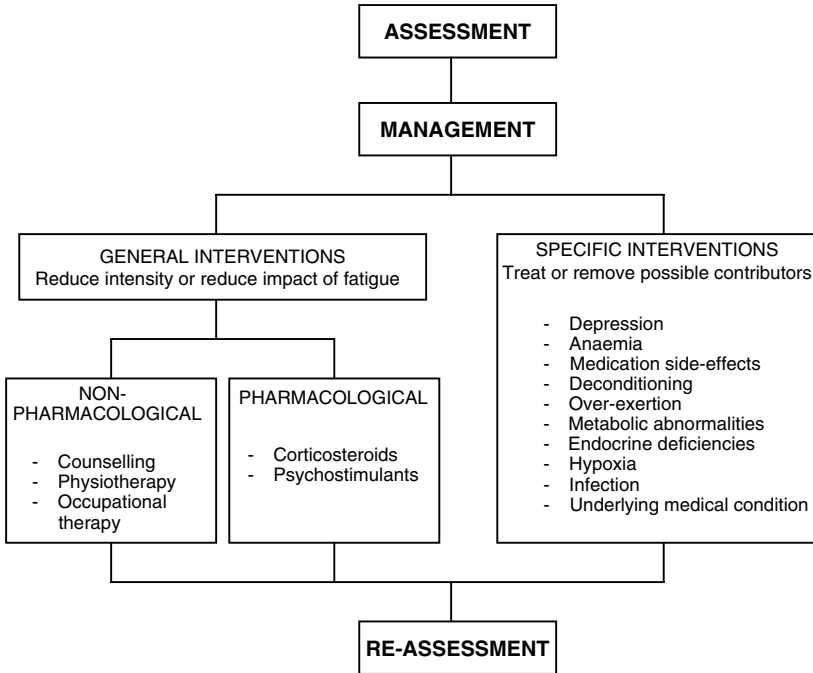 ASSESSMENT
MANAGEMENT
GENERAL INTERVENTIONS
Reduce intensity or reduce impact of fatigue
NON-
PHARMACOLOGICAL
- Counselling
- Physiotherapy
- Occupational
therapy
PHARMACOLOGICAL
- Corticosteroids
- Psychostimulants
SPECIFIC INTERVENTIONS
Treat or remove possible contributors
- Depression
- Anaemia
- Medication side-effects
- Deconditioning
- Over-exertion
- Metabolic abnormalities
- Endocrine deficiencies
- Hypoxia
- Infection
- Underlying medical condition
RE-ASSESSMENT